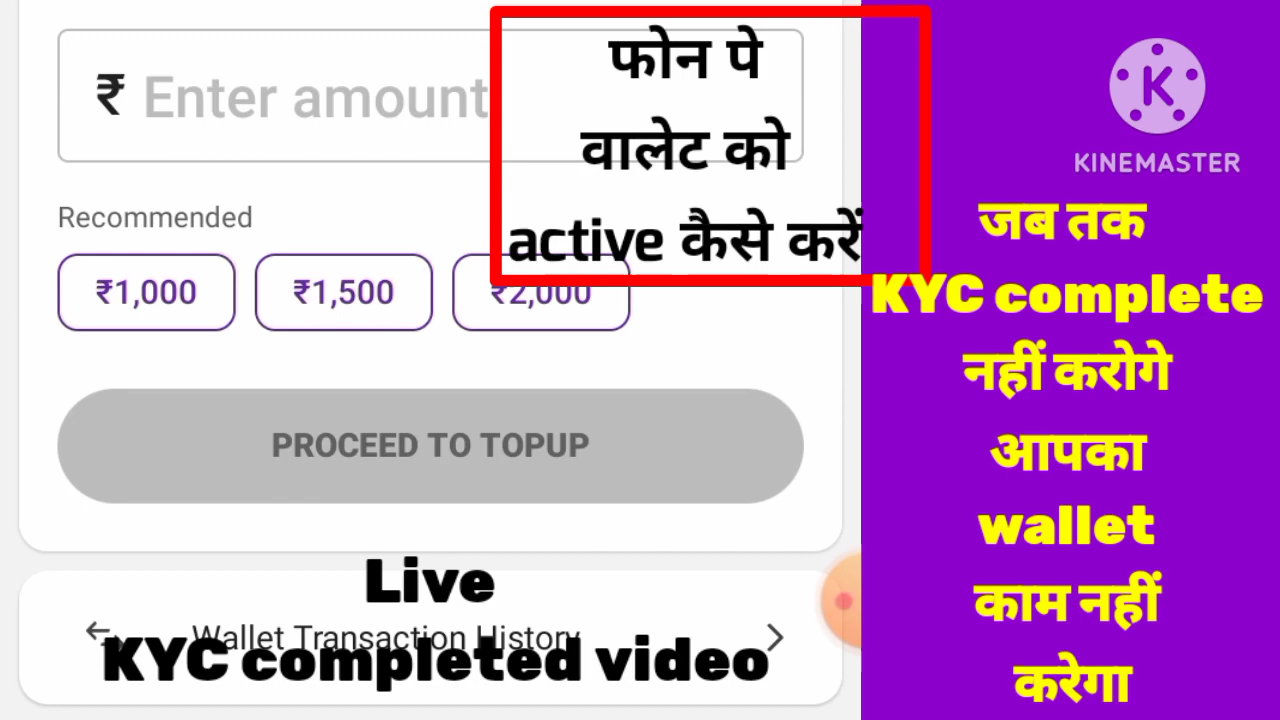 ₹ Enter amount
फोन पे
वालेट को
active कैसे करें
Recommended
₹1,000
₹1,500
₹2,000
PROCEED TO TOPUP
Live
Wallet Transaction History
KYC completed video
KINEMASTER
जब तक
KYC complete
नहीं करोगे
आपका
wallet
काम नहीं
करेगा